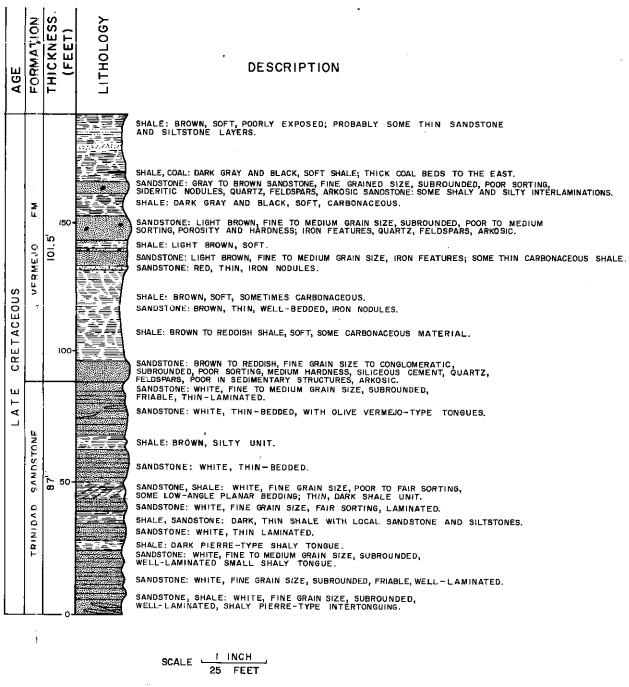 AGE
FORMATION
THICKNESS.
(FEET)
LITHOLOGY
DESCRIPTION
SHALE: BROWN, SOFT, POORLY EXPOSED; PROBABLY SOME THIN SANDSTONE
AND SILTSTONE LAYERS.
SHALE, COAL: DARK GRAY AND BLACK, SOFT SHALE; THICK COAL BEDS TO THE EAST.
SANDSTONE: GRAY TO BROWN SANDSTONE, FINE GRAINED SIZE, SUBROUNDED, POOR SORTING,
SIDERITIC NODULES, QUARTZ, FELDSPARS, ARKOSIC SANDSTONE: SOME SHALY AND SILTY INTERLAMINATIONS.
SHALE: DARK GRAY AND BLACK, SOFT, CARBONACEOUS.
SANDSTONE: LIGHT BROWN, FINE TO MEDIUM GRAIN SIZE, SUBROUNDED, POOR TO MEDIUM
SORTING, POROSITY AND HARDNESS; IRON FEATURES, QUARTZ, FELDSPARS, ARKOSIC.
SHALE: LIGHT BROWN, SOFT.
SANDSTONE: LIGHT BROWN, FINE TO MEDIUM GRAIN SIZE, IRON FEATURES; SOME THIN CARBONACEOUS SHALE.
SANDSTONE: RED, THIN, IRON NODULES.
SHALE: BROWN, SOFT, SOMETIMES CARBONACEOUS.
SANDSTONE: BROWN, THIN, WELL-BEDDED, IRON NODULES.
SHALE: BROWN TO REDDISH SHALE, SOFT, SOME CARBONACEOUS MATERIAL.
SANDSTONE: BROWN TO REDDISH, FINE GRAIN SIZE TO CONGLOMERATIC,
SUBROUNDED, POOR SORTING, MEDIUM HARDNESS, SILICEOUS CEMENT, QUARTZ,
FELDSPARS, POOR IN SEDIMENTARY STRUCTURES, ARKOSIC.
SANDSTONE: WHITE, FINE TO MEDIUM GRAIN SIZE, SUBROUNDED,
FRIABLE, THIN-LAMINATED.
SANDSTONE: WHITE, THIN-BEDDED, WITH OLIVE VERMEJO-TYPE TONGUES.
SHALE: BROWN, SILTY UNIT.
SANDSTONE: WHITE, THIN-BEDDED.
SANDSTONE, SHALE: WHITE, FINE GRAIN SIZE, POOR TO FAIR SORTING,
SOME LOW-ANGLE PLANAR BEDDING; THIN, DARK SHALE UNIT.
SANDSTONE: WHITE, FINE GRAIN SIZE, FAIR SORTING, LAMINATED.
SHALE, SANDSTONE: DARK, THIN SHALE WITH LOCAL SANDSTONE AND SILTSTONES.
SANDSTONE: WHITE, THIN LAMINATED.
SHALE: DARK PIERRE-TYPE SHALY TONGUE.
SANDSTONE: WHITE, FINE TO MEDIUM GRAIN SIZE, SUBROUNDED,
WELL-LAMINATED SMALL SHALY TONGUE.
SANDSTONE: WHITE, FINE GRAIN SIZE, SUBROUNDED, FRIABLE, WELL-LAMINATED.
SANDSTONE, SHALE: WHITE, FINE GRAIN SIZE, SUBROUNDED,
WELL-LAMINATED, SHALY PIERRE-TYPE INTERTONGUING.
LATE CRETACEOUS
VERMEJO FM
TRINIDAD SANDSTONE
101.5'
87'
150
100
50
0
SCALE 1 INCH
25 FEET